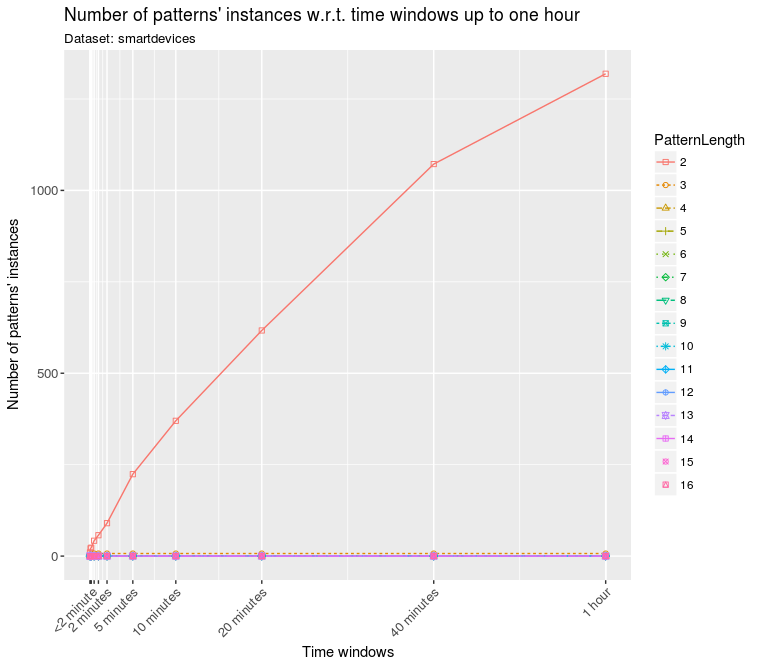 Number of patterns' instances w.r.t. time windows up to one hour
Dataset: smartdevices
Number of patterns' instances
1000
500
0
<2 minute
2 minutes
5 minutes
10 minutes
20 minutes
40 minutes
1 hour
Time windows
PatternLength
2
3
4
5
6
7
8
9
10
11
12
13
14
15
16